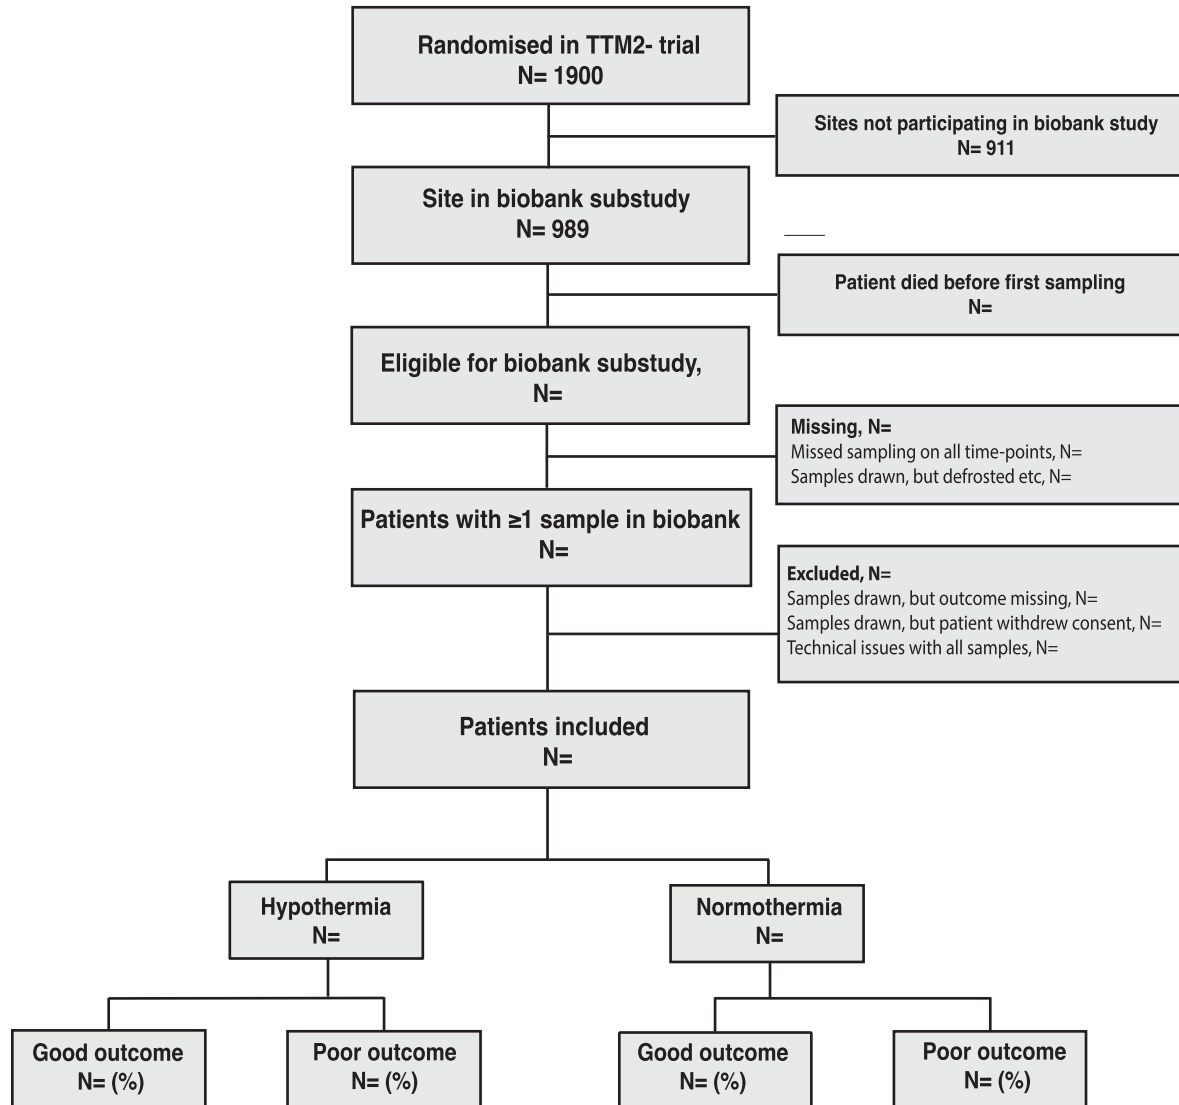 Randomised in TTM2- trial
N= 1900
Sites not participating in biobank study
N= 911
Site in biobank substudy
N= 989
Patient died before first sampling
N=
Eligible for biobank substudy,
N=
Missing, N=
Missed sampling on all time-points, N=
Samples drawn, but defrosted etc, N=
Patients with ≥1 sample in biobank
N=
Excluded, N=
Samples drawn, but outcome missing, N=
Samples drawn, but patient withdrew consent, N=
Technical issues with all samples, N=
Patients included
N=
Hypothermia
N=
Normothermia
N=
Good outcome
N= (%)
Poor outcome
N= (%)
Good outcome
N= (%)
Poor outcome
N= (%)